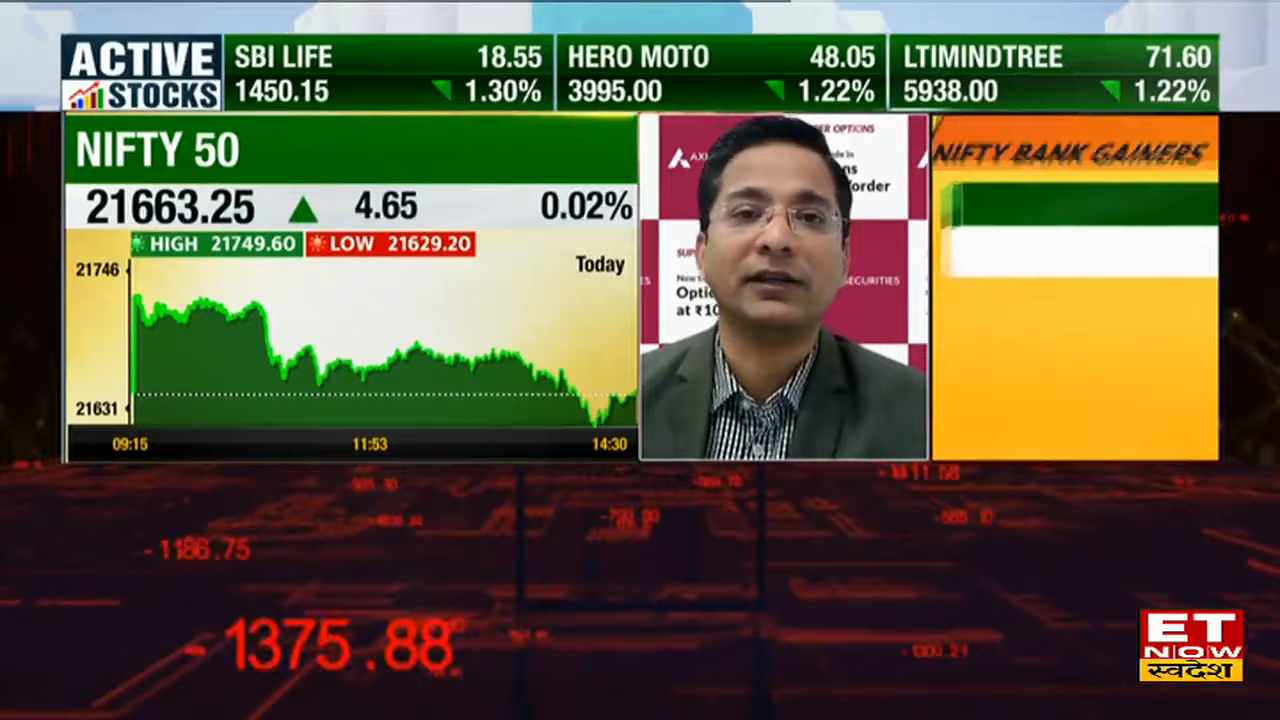 ACTIVE
STOCKS
SBI LIFE 18.55
1450.15 1.30%
HERO MOTO 48.05
3995.00 1.22%
LTIMINDTREE 71.60
5938.00 1.22%
NIFTY 50
21663.25 4.65 0.02%
HIGH 21749.60 LOW 21629.20
21746
Today
21631
09:15 11:53 14:30
OPTIONS
Optio
at ₹10
SECURITIES
NIFTY BANK GAINERS
-1186.75
-1375.88
ET
NOW
स्वदेश